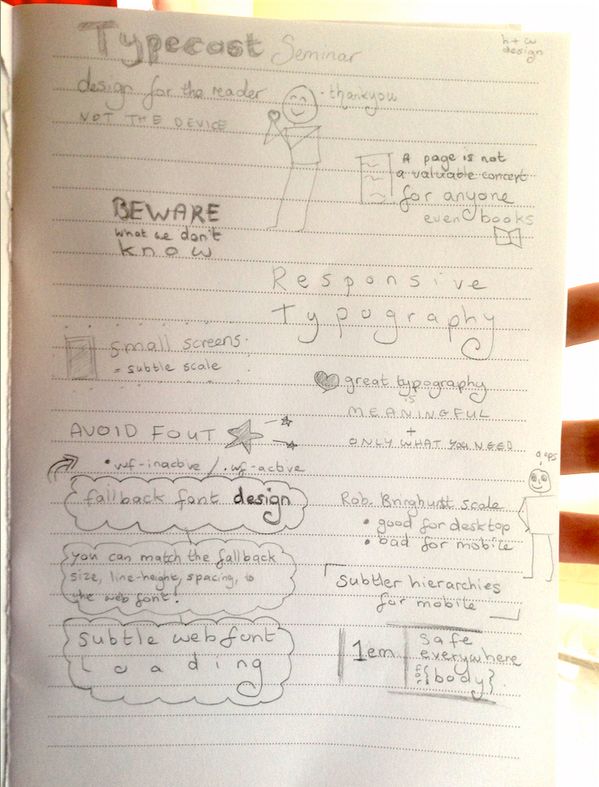 Typecast Seminar
h+w
design
design for the reader
NOT THE DEVICE
· thankyou
A page is not
a valuable concept
for anyone
even books
BEWARE
what we don't
know
Responsive
Typography
small screens
= subtle scale
great typography
is
MEANINGFUL
+
ONLY WHAT YOU NEED
AVOID FOUT
• wf-inactive / .wf-active
fallback font design
you can match the fallback
size, line-height, spacing, to
the web font!
subtle webfont
loading
oops
Rob. Bringhurst scale
• good for desktop
• bad for mobile
subtler hierarchies
for mobile
1em
safe
everywhere
for
{body}